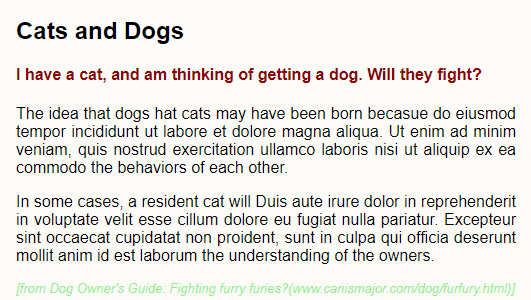 Cats and Dogs
I have a cat, and am thinking of getting a dog. Will they fight?
The idea that dogs hat cats may have been born becasue do eiusmod
tempor incididunt ut labore et dolore magna aliqua. Ut enim ad minim
veniam, quis nostrud exercitation ullamco laboris nisi ut aliquip ex ea
commodo the behaviors of each other.
In some cases, a resident cat will Duis aute irure dolor in reprehenderit
in voluptate velit esse cillum dolore eu fugiat nulla pariatur. Excepteur
sint occaecat cupidatat non proident, sunt in culpa qui officia deserunt
mollit anim id est laborum the understanding of the owners.
[from Dog Owner's Guide: Fighting furry furies?(www.canismajor.com/dog/furfury.html)]